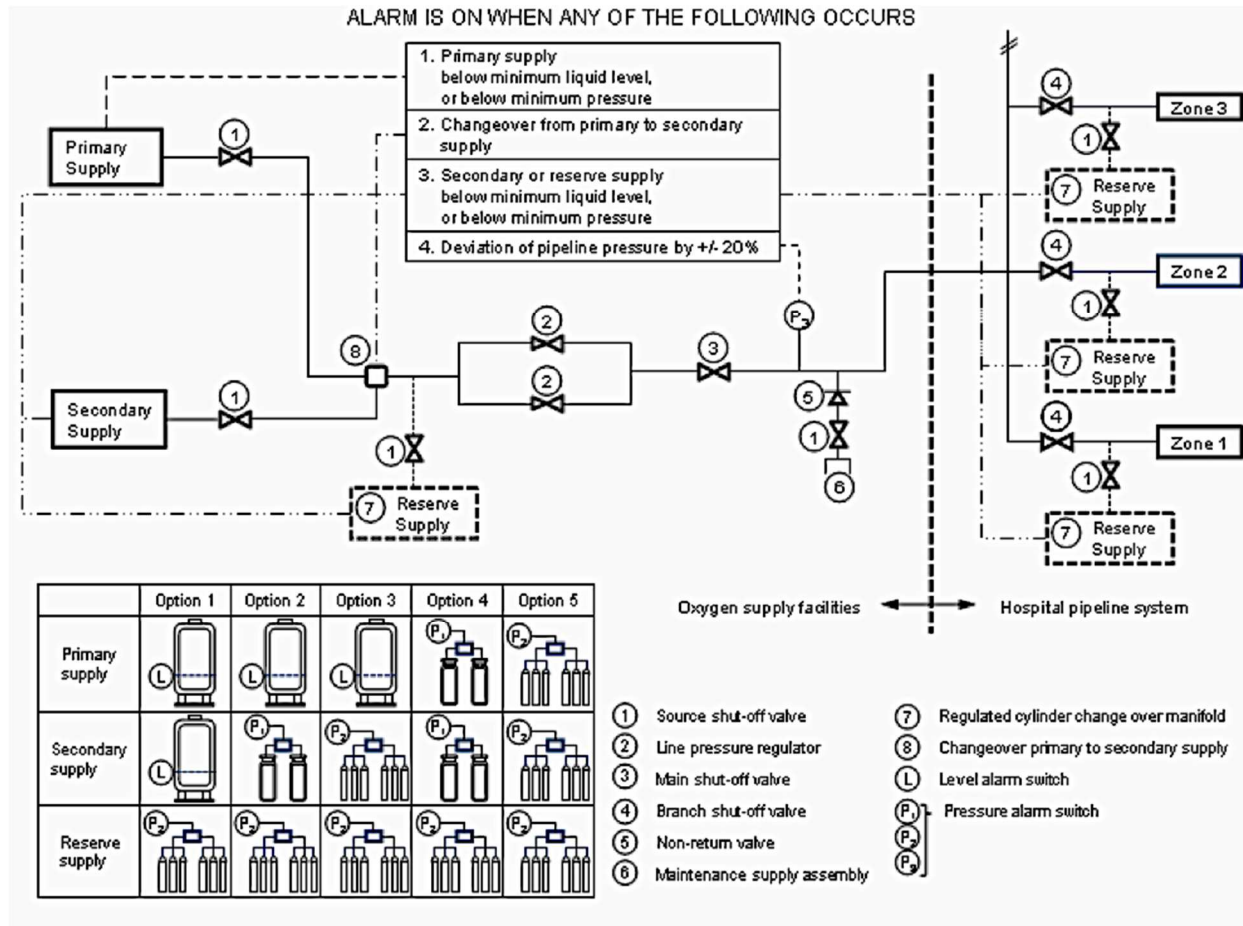 ALARM IS ON WHEN ANY OF THE FOLLOWING OCCURS
1. Primary supply
below minimum liquid level,
or below minimum pressure
2. Changeover from primary to secondary
supply
3. Secondary or reserve supply
below minimum liquid level,
or below minimum pressure
4. Deviation of pipeline pressure by +/- 20%
1
Primary
Supply
4
Zone 3
1
7 Reserve
Supply
4
Zone 2
1
7 Reserve
Supply
P3
2
8
3
2
5
1
6
Secondary
Supply
1
1
7 Reserve
Supply
4
Zone 1
1
7 Reserve
Supply
Oxygen supply facilities
Hospital pipeline system
Option 1 Option 2 Option 3 Option 4 Option 5
Primary
supply
L L L P1 P2
Secondary
supply
L P1 P2 P1 P2
Reserve
supply
P2 P2 P2 P2 P2
1 Source shut-off valve
2 Line pressure regulator
3 Main shut-off valve
4 Branch shut-off valve
5 Non-return valve
6 Maintenance supply assembly
7 Regulated cylinder change over manifold
8 Changeover primary to secondary supply
L Level alarm switch
P1 Pressure alarm switch
P2
P3